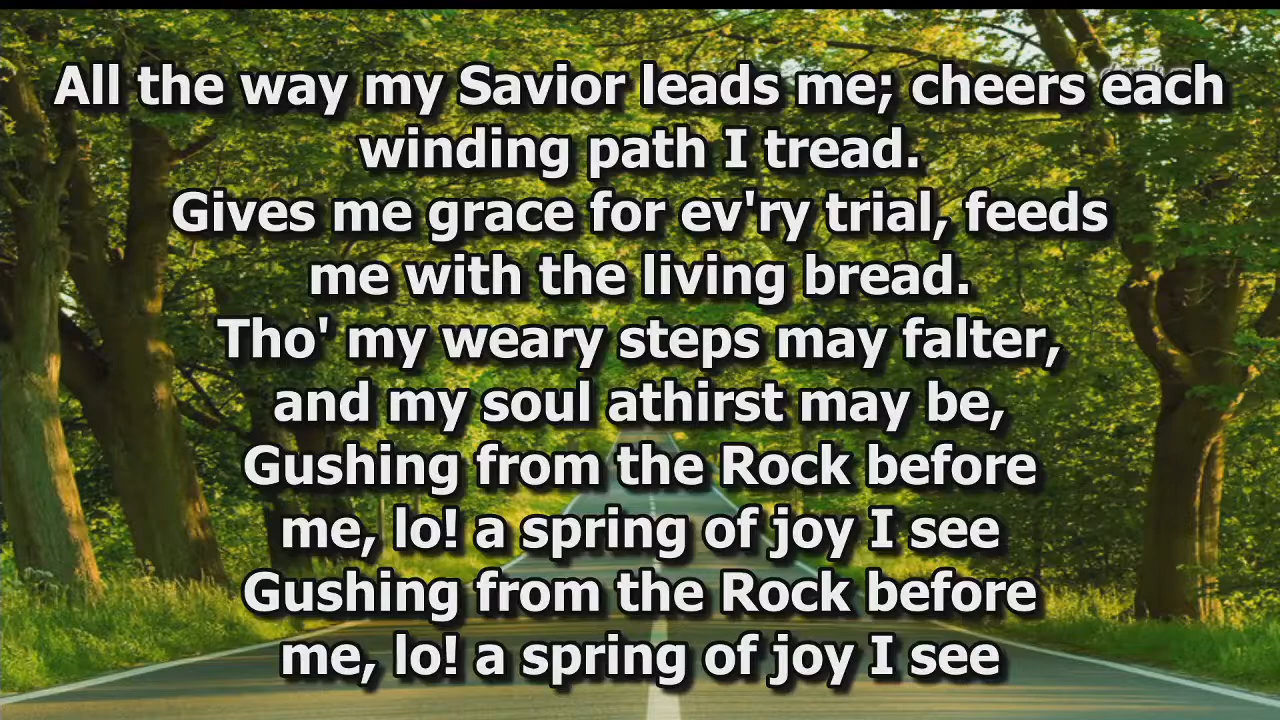 All the way my Savior leads me; cheers each
winding path I tread.
Gives me grace for ev'ry trial, feeds
me with the living bread.
Tho' my weary steps may falter,
and my soul athirst may be,
Gushing from the Rock before
me, lo! a spring of joy I see
Gushing from the Rock before
me, lo! a spring of joy I see